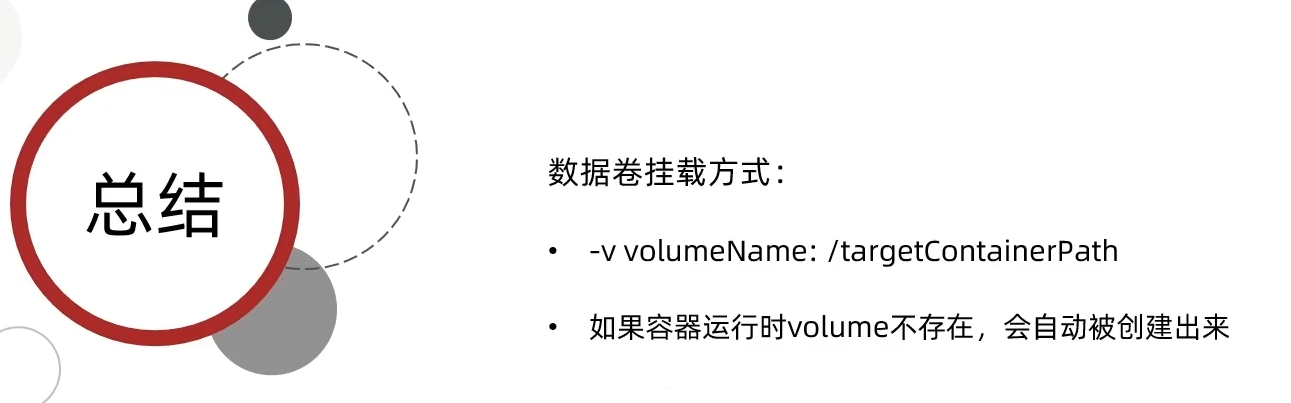 总结
数据卷挂载方式：
• -v volumeName: /targetContainerPath
• 如果容器运行时volume不存在，会自动被创建出来